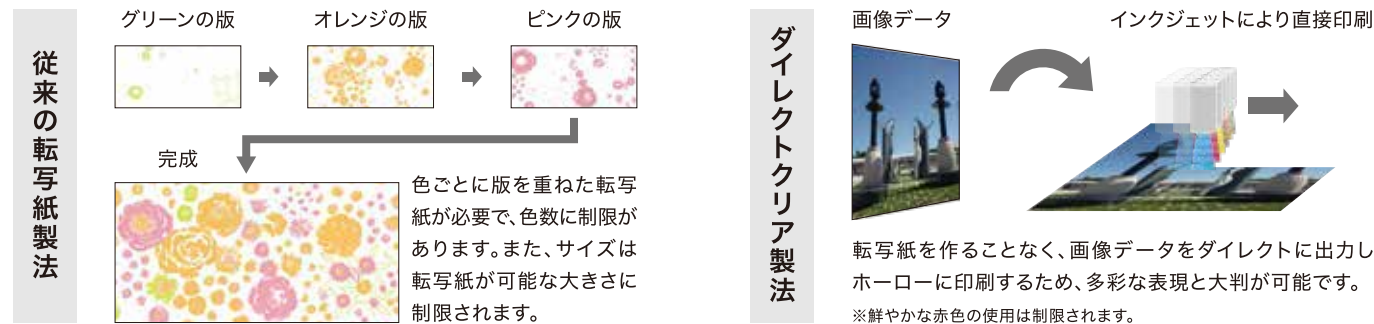 従来の転写紙製法
グリーンの版
オレンジの版
ピンクの版
完成
色ごとに版を重ねた転写
紙が必要で、色数に制限が
あります。また、サイズは
転写紙が可能な大きさに
制限されます。
ダイレクトクリア製法
画像データ
インクジェットにより直接印刷
転写紙を作ることなく、画像データをダイレクトに出力し
ホーローに印刷するため、多彩な表現と大判が可能です。
※鮮やかな赤色の使用は制限されます。